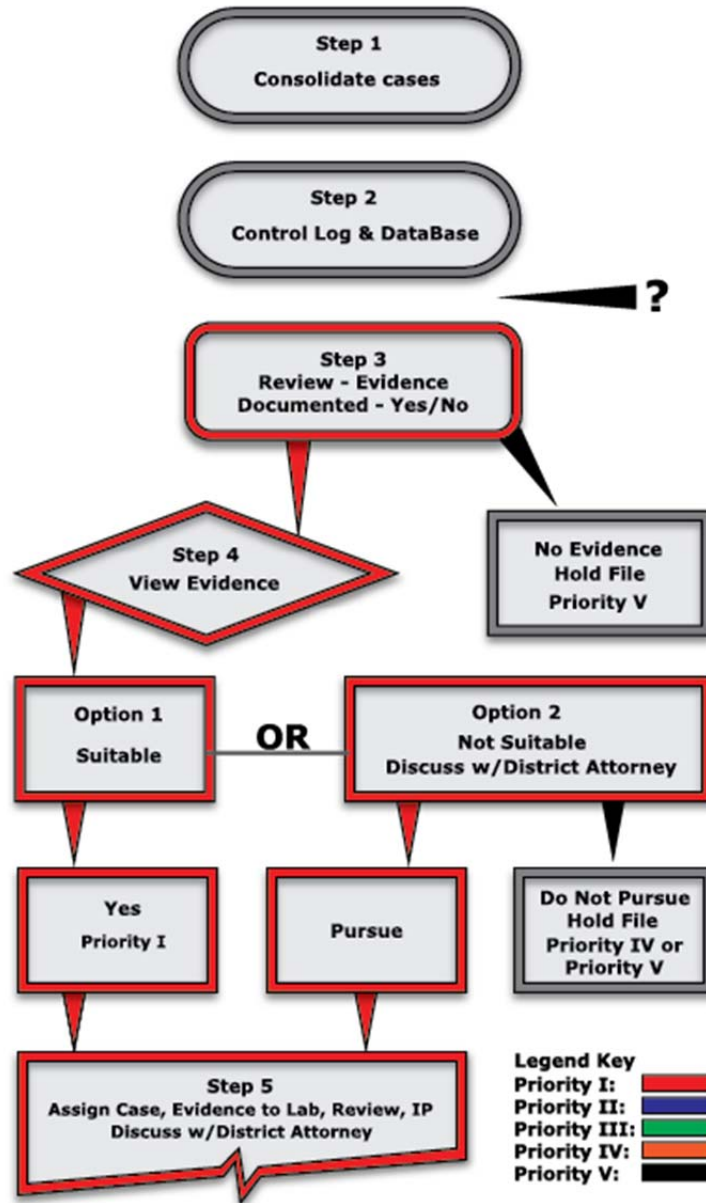 Step 1
Consolidate cases
Step 2
Control Log & DataBase
?
Step 3
Review - Evidence
Documented - Yes/No
Step 4
View Evidence
No Evidence
Hold File
Priority V
Option 1
Suitable
OR
Option 2
Not Suitable
Discuss w/District Attorney
Yes
Priority I
Pursue
Do Not Pursue
Hold File
Priority IV or
Priority V
Step 5
Assign Case, Evidence to Lab, Review, IP
Discuss w/District Attorney
Legend Key
Priority I:
Priority II:
Priority III:
Priority IV:
Priority V: